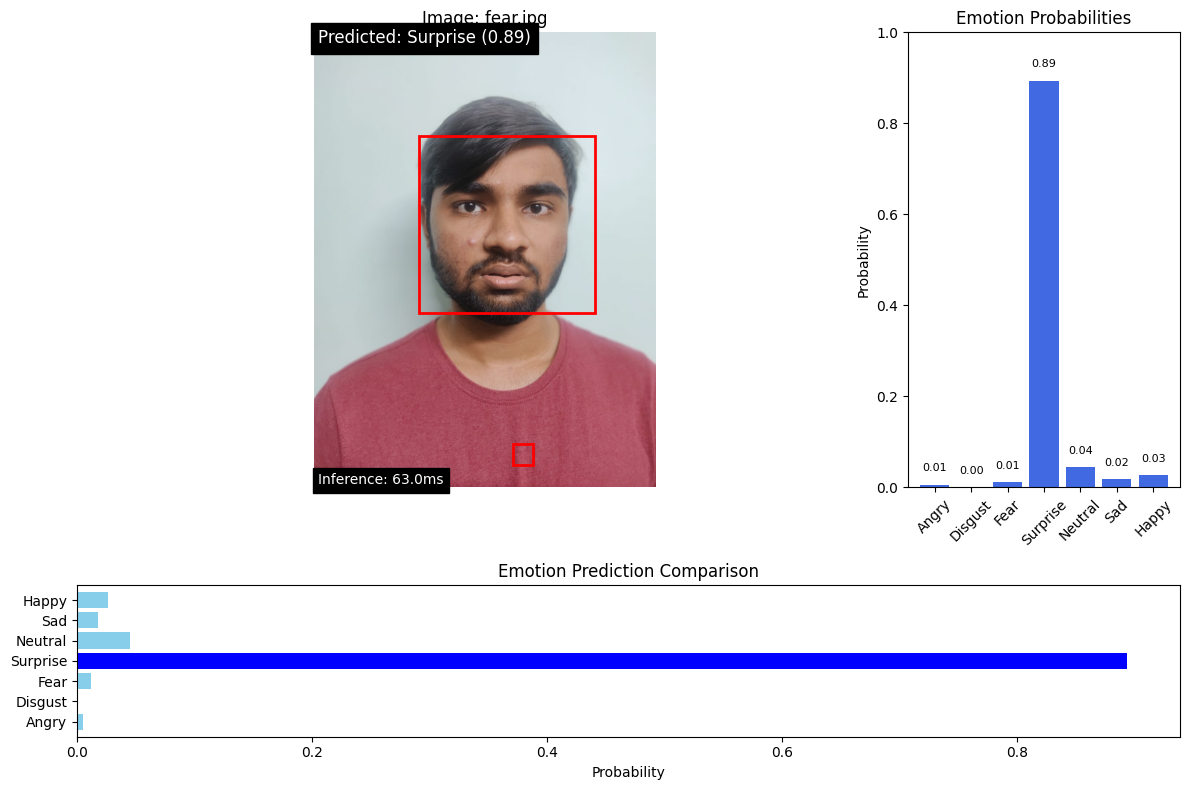 Image: fear.jpg
Predicted: Surprise (0.89)
Inference: 63.0ms
Emotion Probabilities
Probability
1.0
0.8
0.6
0.4
0.2
0.0
0.01
0.00
0.01
0.89
0.04
0.02
0.03
Angry
Disgust
Fear
Surprise
Neutral
Sad
Happy
Emotion Prediction Comparison
Happy
Sad
Neutral
Surprise
Fear
Disgust
Angry
0.0
0.2
0.4
0.6
0.8
Probability